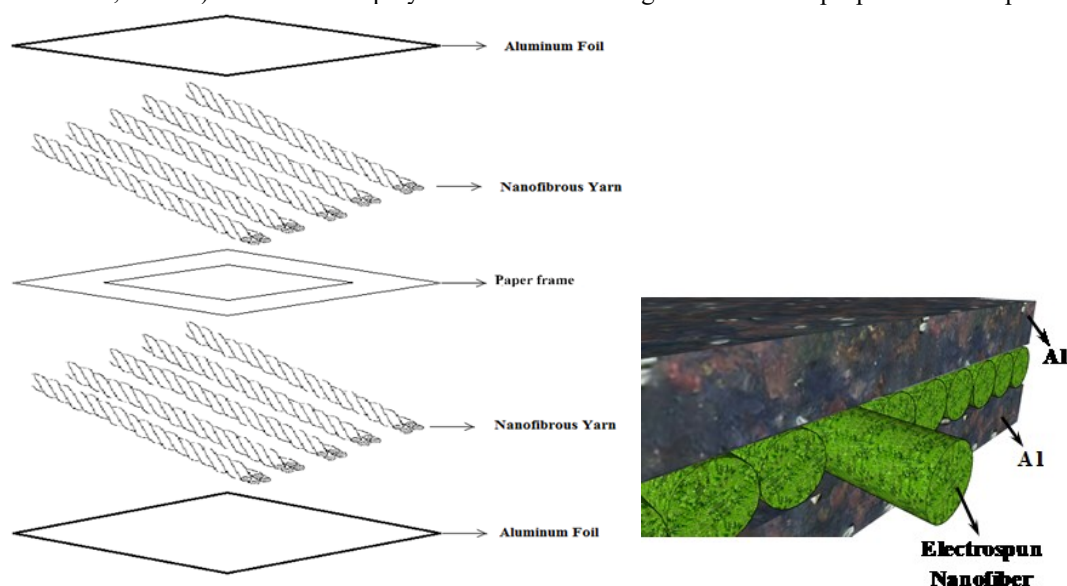 Aluminum Foil
Nanofibrous Yarn
Paper frame
Nanofibrous Yarn
Aluminum Foil
Al
Al
Electrospun
Nanofiber